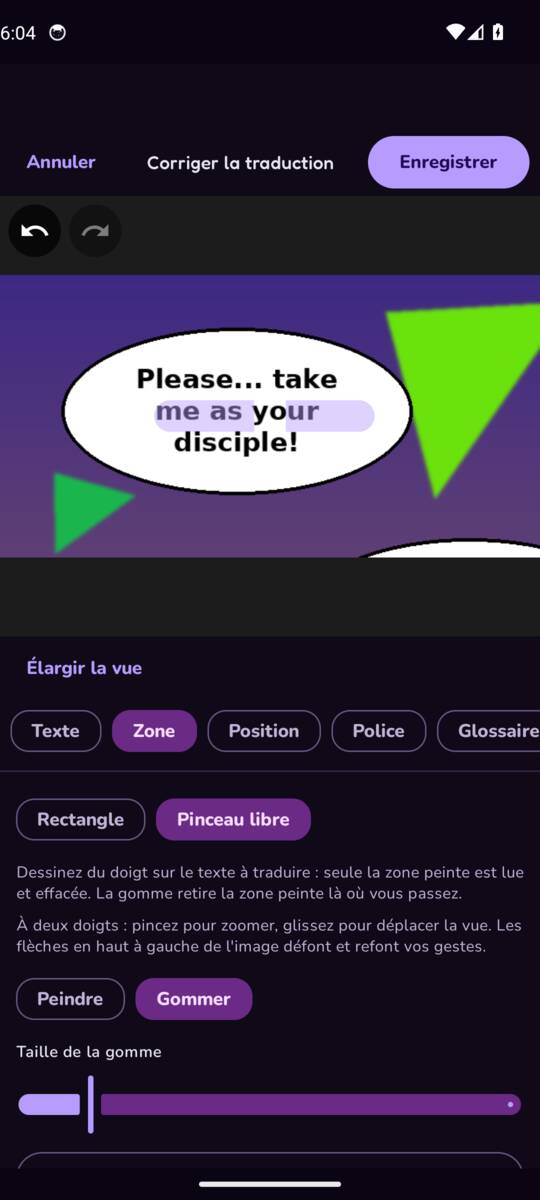 6:04
Annuler
Corriger la traduction
Enregistrer
Please... take
me as your
disciple!
Élargir la vue
Texte
Zone
Position
Police
Glossaire
Rectangle
Pinceau libre
Dessinez du doigt sur le texte à traduire : seule la zone peinte est lue
et effacée. La gomme retire la zone peinte là où vous passez.
À deux doigts : pincez pour zoomer, glissez pour déplacer la vue. Les
flèches en haut à gauche de l'image défont et refont vos gestes.
Peindre
Gommer
Taille de la gomme